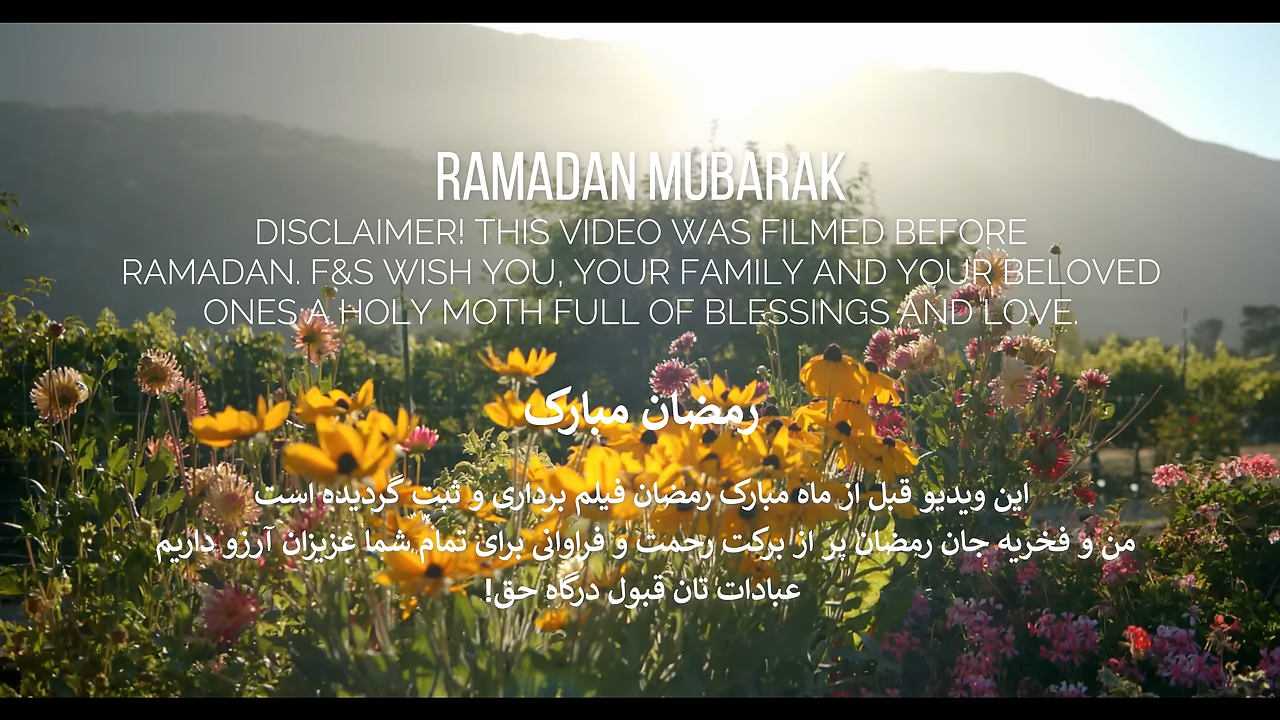 RAMADAN MUBARAK
DISCLAIMER! THIS VIDEO WAS FILMED BEFORE
RAMADAN. F&S WISH YOU, YOUR FAMILY AND YOUR BELOVED
ONES A HOLY MOTH FULL OF BLESSINGS AND LOVE.
رمضان مبارک
این ویدیو قبل از ماه مبارک رمضان فیلم برداری و ثبت گردیده است
من و فخریه جان رمضان پر از برکت رحمت و فراوانی برای تمام شما عزیزان آرزو داریم
عبادات تان قبول درگاه حق!